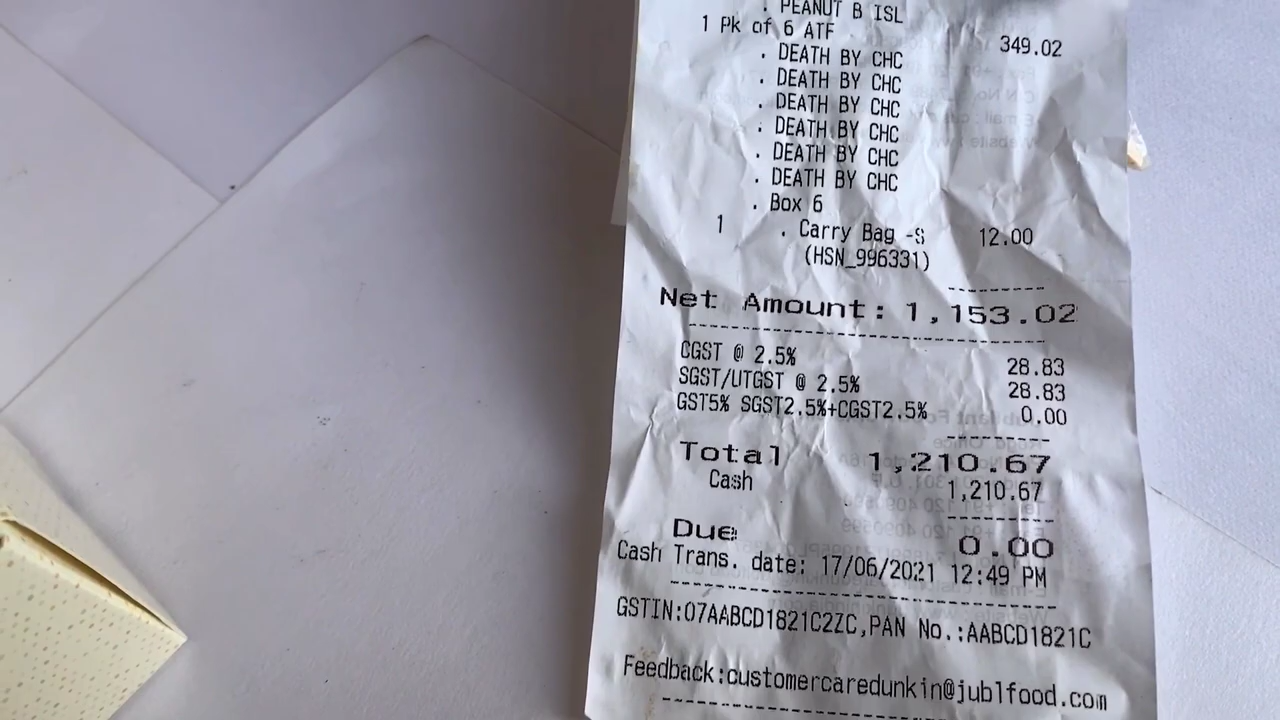 . PEANUT B ISL
1 Pk of 6 ATF 349.02
. DEATH BY CHC
. DEATH BY CHC
. DEATH BY CHC
. DEATH BY CHC
. DEATH BY CHC
. DEATH BY CHC
. Box 6
1 . Carry Bag -S 12.00
(HSN_996331)
Net Amount: 1,153.02
CGST @ 2.5% 28.83
SGST/UTGST @ 2.5% 28.83
GST5% SGST2.5%+CGST2.5% 0.00
Total 1,210.67
Cash 1,210.67
Due 0.00
Cash Trans. date: 17/06/2021 12:49 PM
GSTIN:07AABCD1821C2ZC,PAN No.:AABCD1821C
Feedback:customercaredunkin@jublfood.com